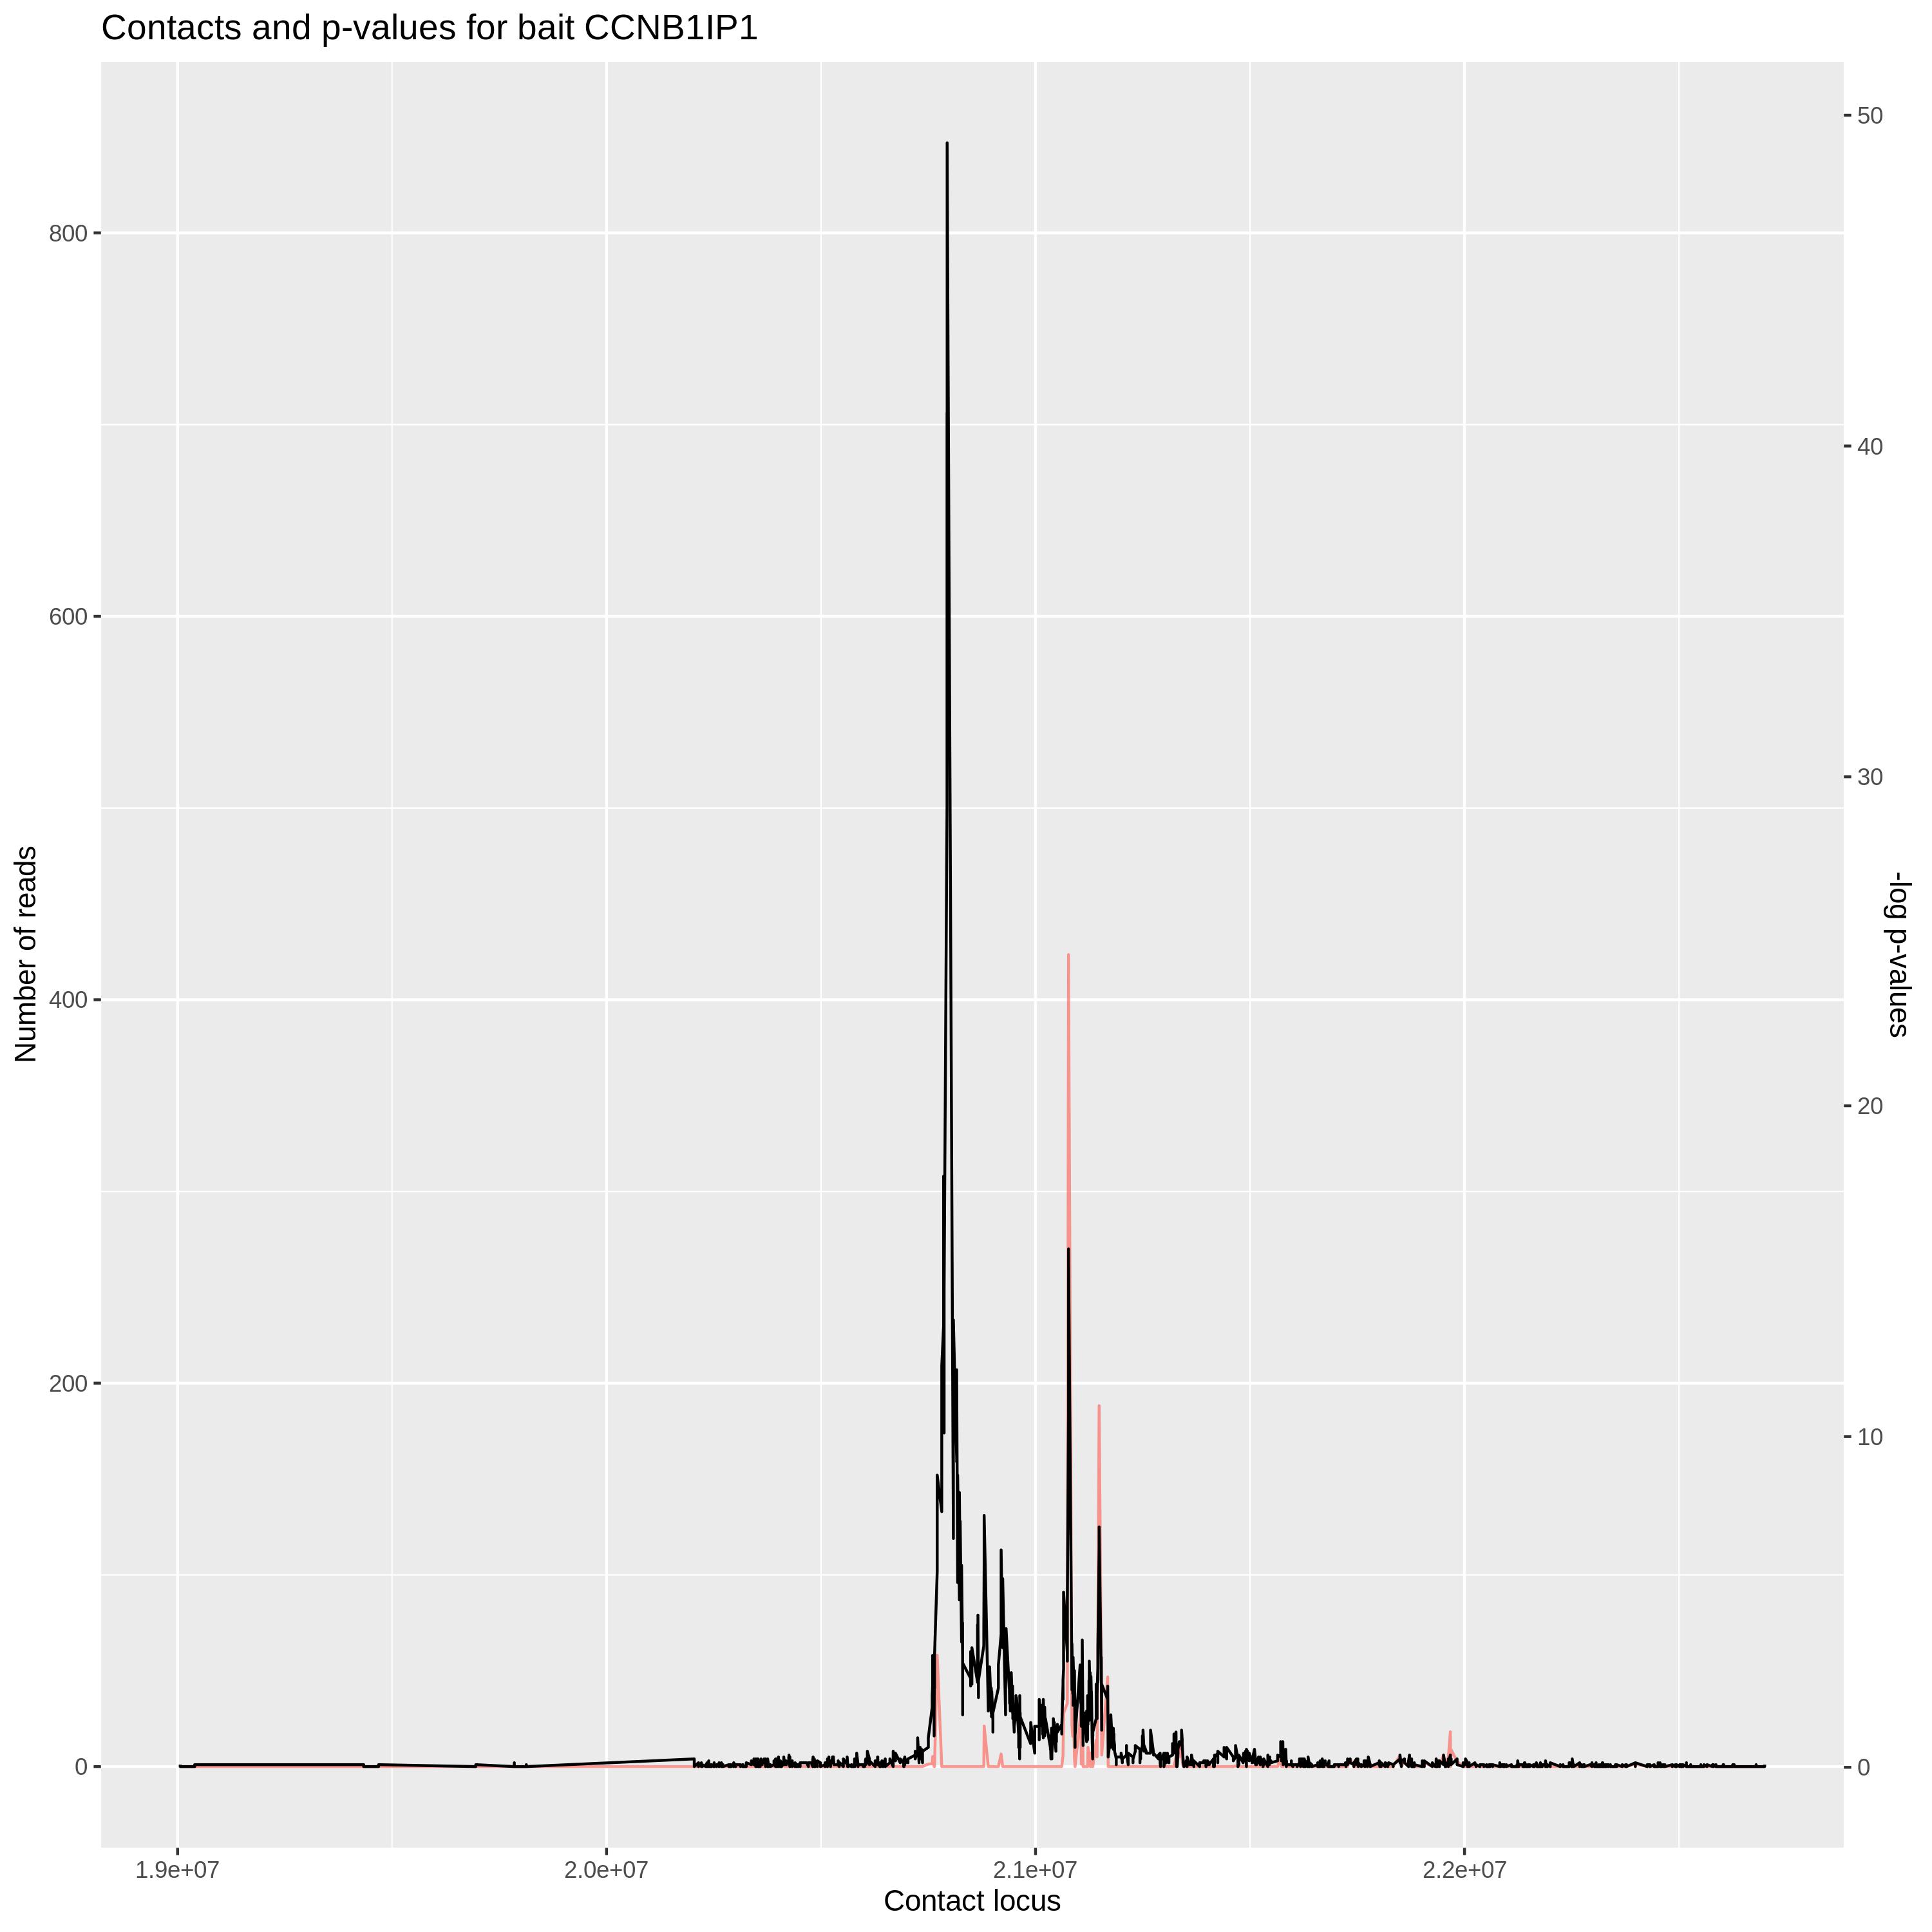 Contacts and p-values for bait CCNB1IP1
Number of reads
800
600
400
200
0
50
40
30
20
10
0
-log p-values
1.9e+07
2.0e+07
2.1e+07
2.2e+07
Contact locus